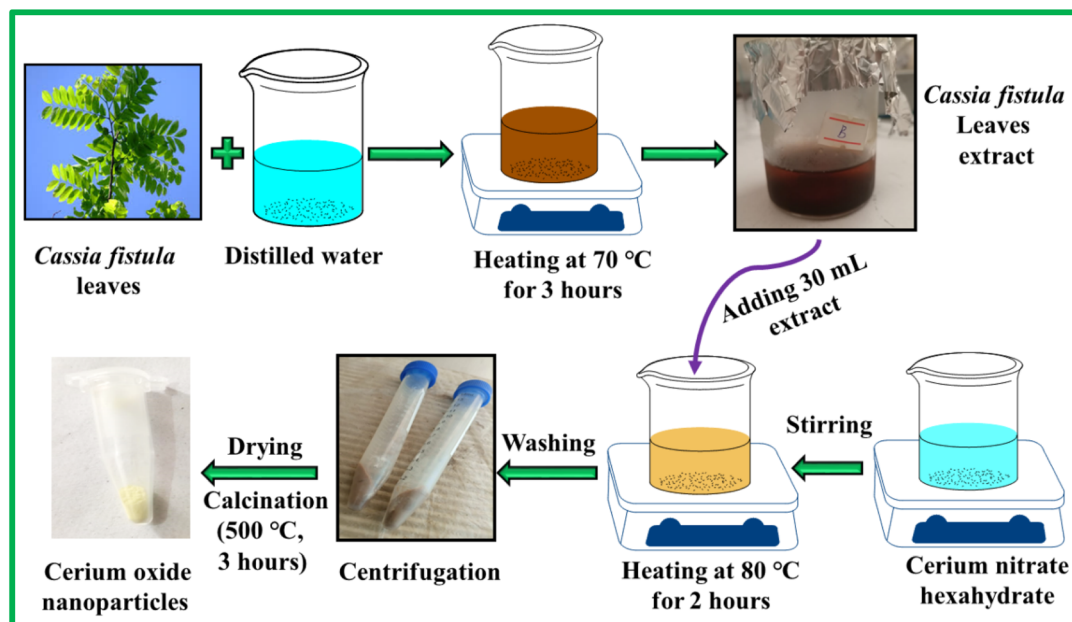 Cassia fistula
leaves
Distilled water
Heating at 70 °C
for 3 hours
B
Cassia fistula
Leaves
extract
Adding 30 mL
extract
Cerium nitrate
hexahydrate
Stirring
Heating at 80 °C
for 2 hours
Washing
Centrifugation
Drying
Calcination
(500 °C,
3 hours)
Cerium oxide
nanoparticles